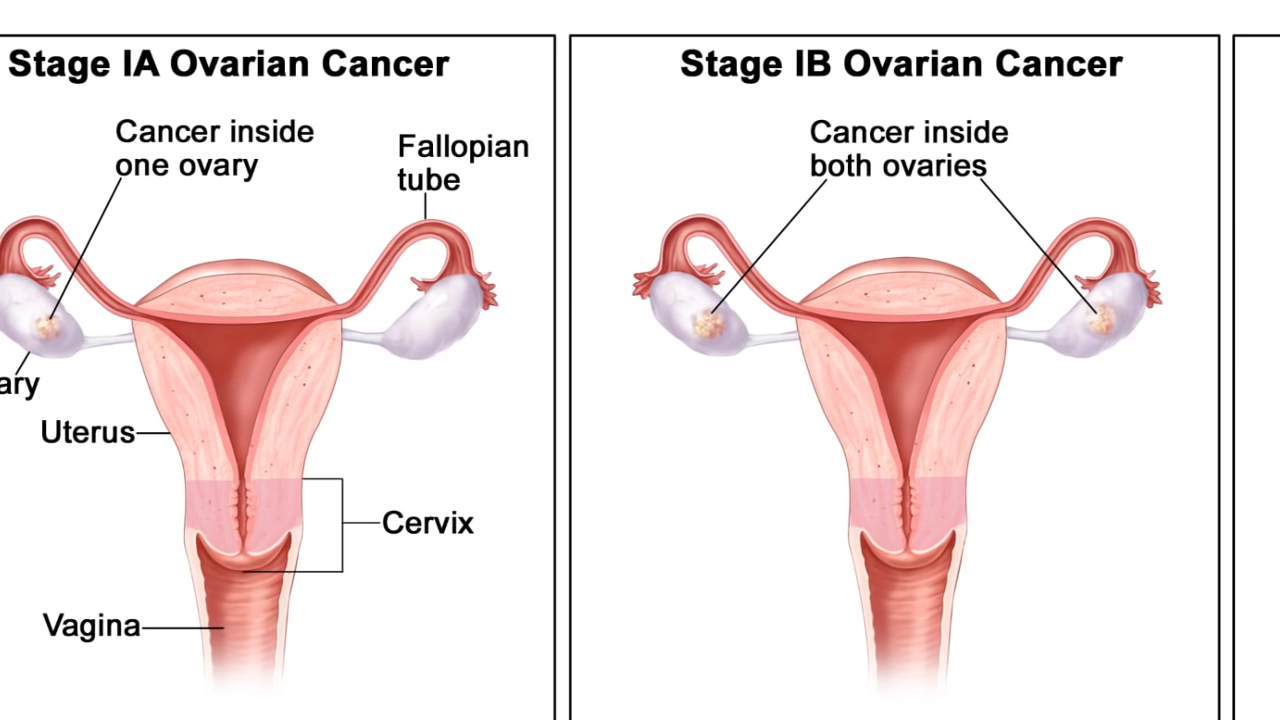 Stage IA Ovarian Cancer
Cancer inside
one ovary
Fallopian
tube
ary
Uterus
Cervix
Vagina
Stage IB Ovarian Cancer
Cancer inside
both ovaries